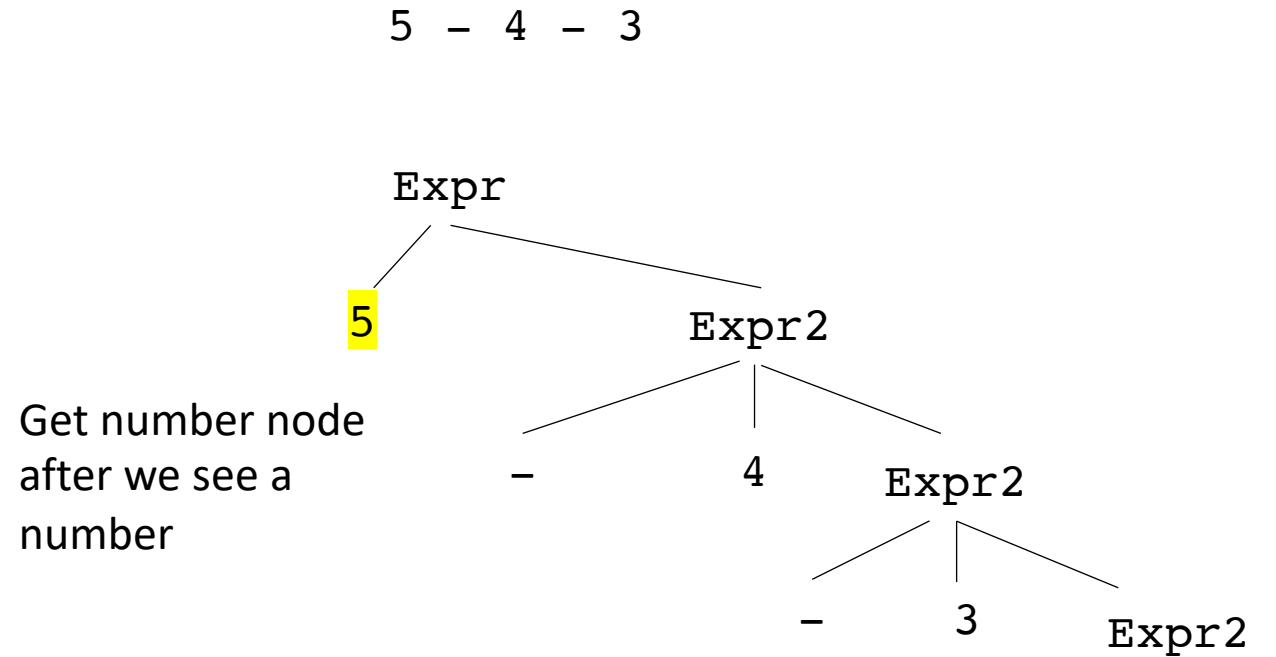 5 – 4 – 3
Expr
5
Expr2
Get number node
after we see a
number
–
4
Expr2
–
3
Expr2